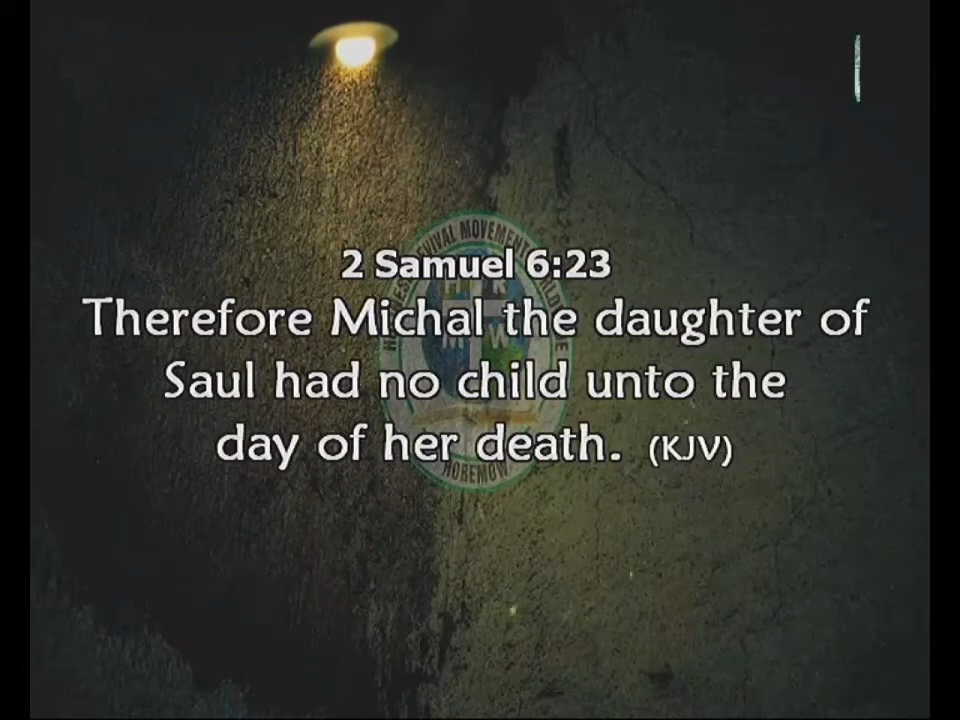 2 Samuel 6:23
Therefore Michal the daughter of
Saul had no child unto the
day of her death. (KJV)
HOREMOW